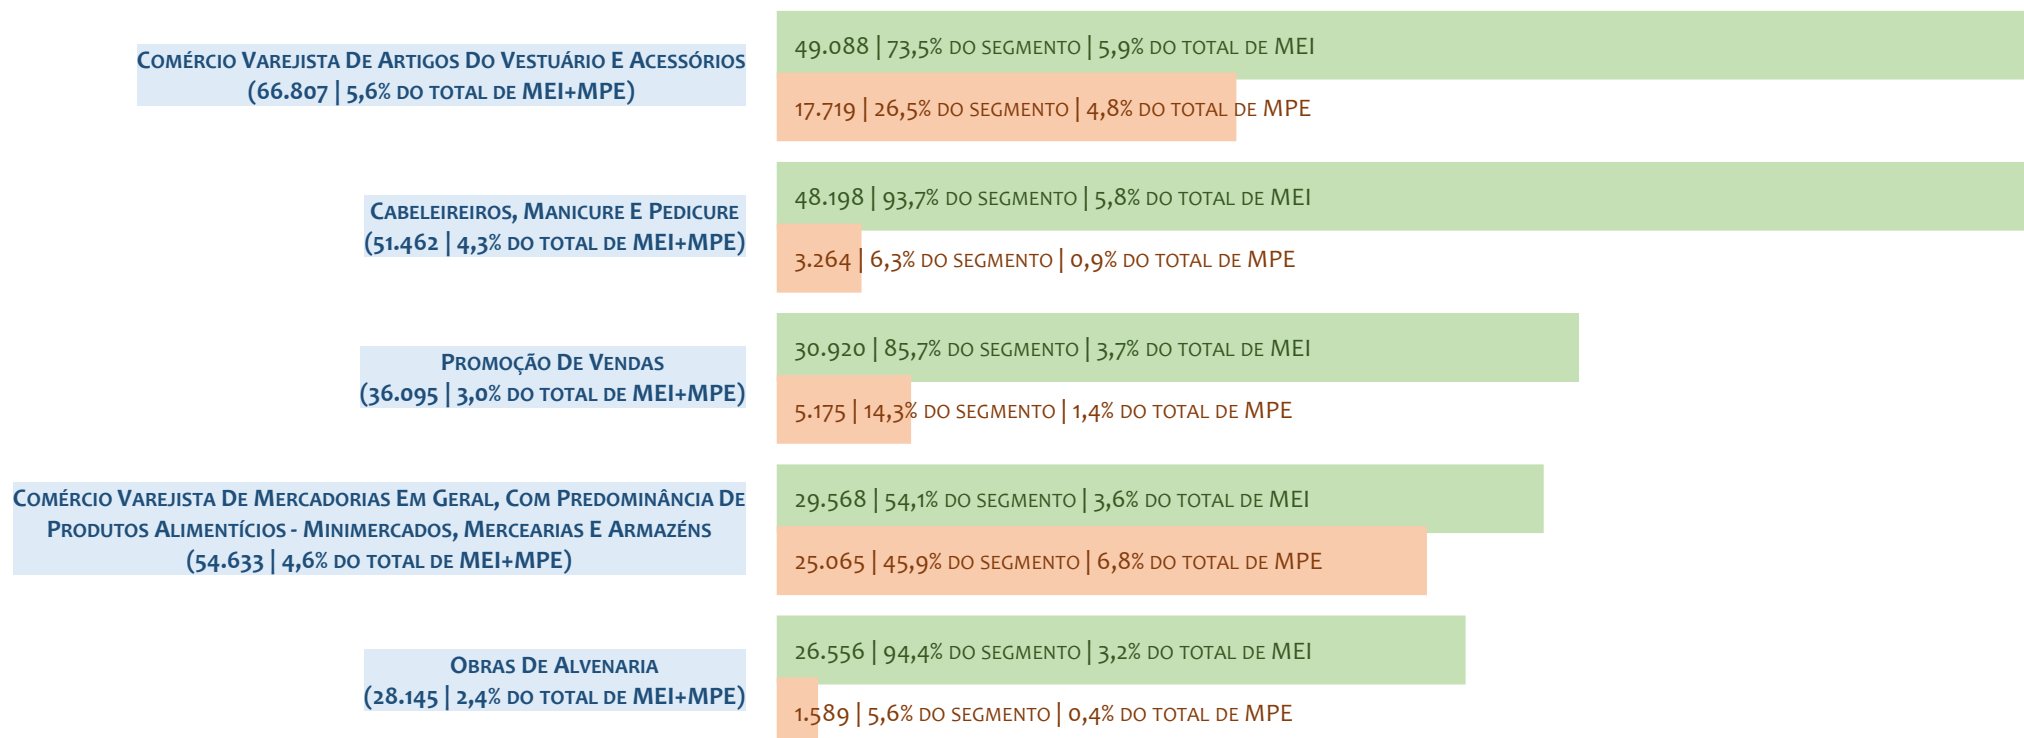 Comércio Varejista De Artigos Do Vestuário E Acessórios
(66.807 | 5,6% do total de MEI+MPE)
49.088 | 73,5% do segmento | 5,9% do total de MEI
17.719 | 26,5% do segmento | 4,8% do total de MPE
Cabeleireiros, Manicure E Pedicure
(51.462 | 4,3% do total de MEI+MPE)
48.198 | 93,7% do segmento | 5,8% do total de MEI
3.264 | 6,3% do segmento | 0,9% do total de MPE
Promoção De Vendas
(36.095 | 3,0% do total de MEI+MPE)
30.920 | 85,7% do segmento | 3,7% do total de MEI
5.175 | 14,3% do segmento | 1,4% do total de MPE
Comércio Varejista De Mercadorias Em Geral, Com Predominância De
Produtos Alimentícios - Minimercados, Mercearias E Armazéns
(54.633 | 4,6% do total de MEI+MPE)
29.568 | 54,1% do segmento | 3,6% do total de MEI
25.065 | 45,9% do segmento | 6,8% do total de MPE
Obras De Alvenaria
(28.145 | 2,4% do total de MEI+MPE)
26.556 | 94,4% do segmento | 3,2% do total de MEI
1.589 | 5,6% do segmento | 0,4% do total de MPE